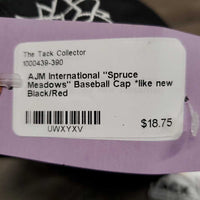 The Tack Collector
1000439-390
AJM International "Spruce
Meadows" Baseball Cap *like new
Black/Red
UWXYXV
$18.75